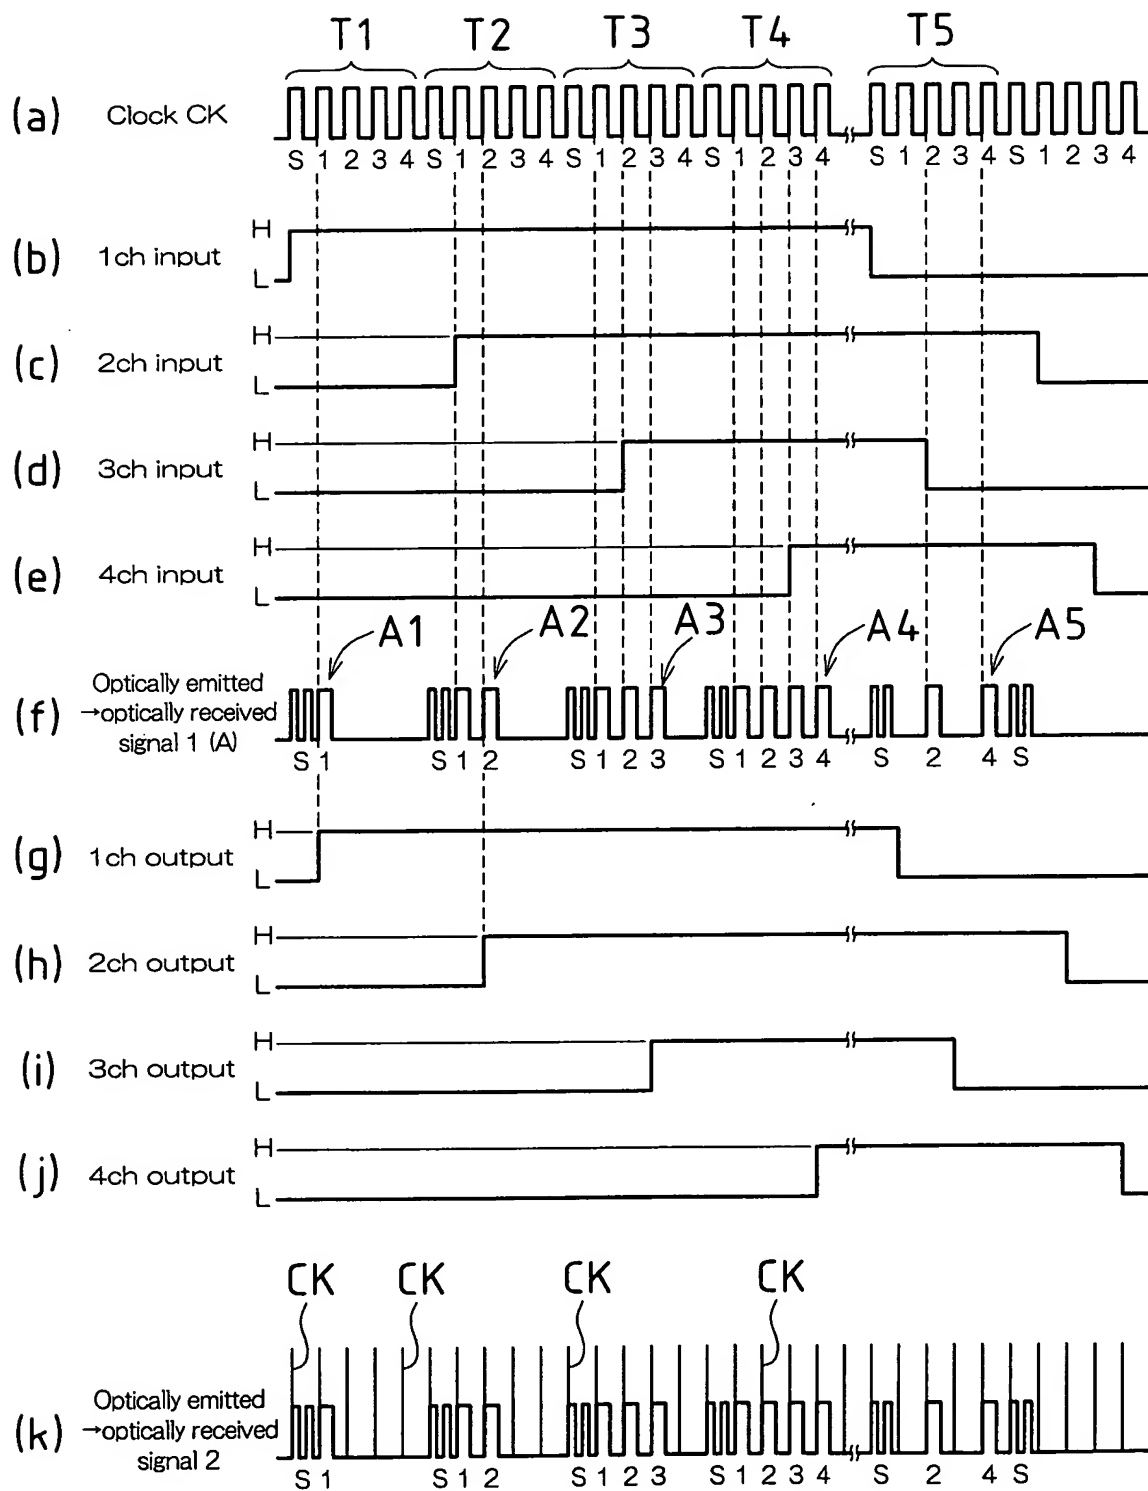 T1 T2 T3 T4 T5
(a) Clock CK
S 1 2 3 4 S 1 2 3 4 S 1 2 3 4 S 1 2 3 4 S 1 2 3 4 S 1 2 3 4
H
(b) 1ch input
L
H
(c) 2ch input
L
H
(d) 3ch input
L
H
(e) 4ch input
L
A1 A2 A3 A4 A5
Optically emitted
(f) →optically received
signal 1 (A)
S 1 S 1 2 S 1 2 3 S 1 2 3 4 S 2 4 S
H
(g) 1ch output
L
H
(h) 2ch output
L
H
(i) 3ch output
L
H
(j) 4ch output
L
CK CK CK CK
Optically emitted
(k) →optically received
signal 2
S 1 S 1 2 S 1 2 3 S 1 2 3 4 S 2 4 S